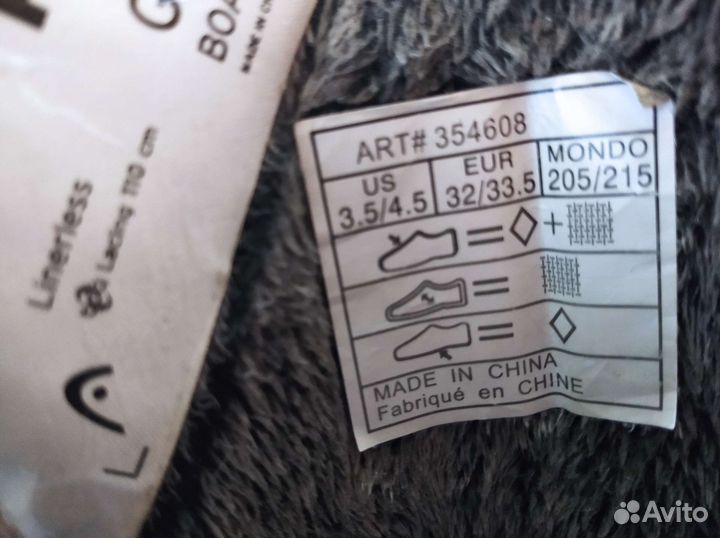 BOA
MADE IN
Linerless
Lacing 110 cm
L
ART# 354608
US
3.5/4.5
EUR
32/33.5
MONDO
205/215
=
+
=
=
MADE IN CHINA
Fabriqué en CHINE
Avito